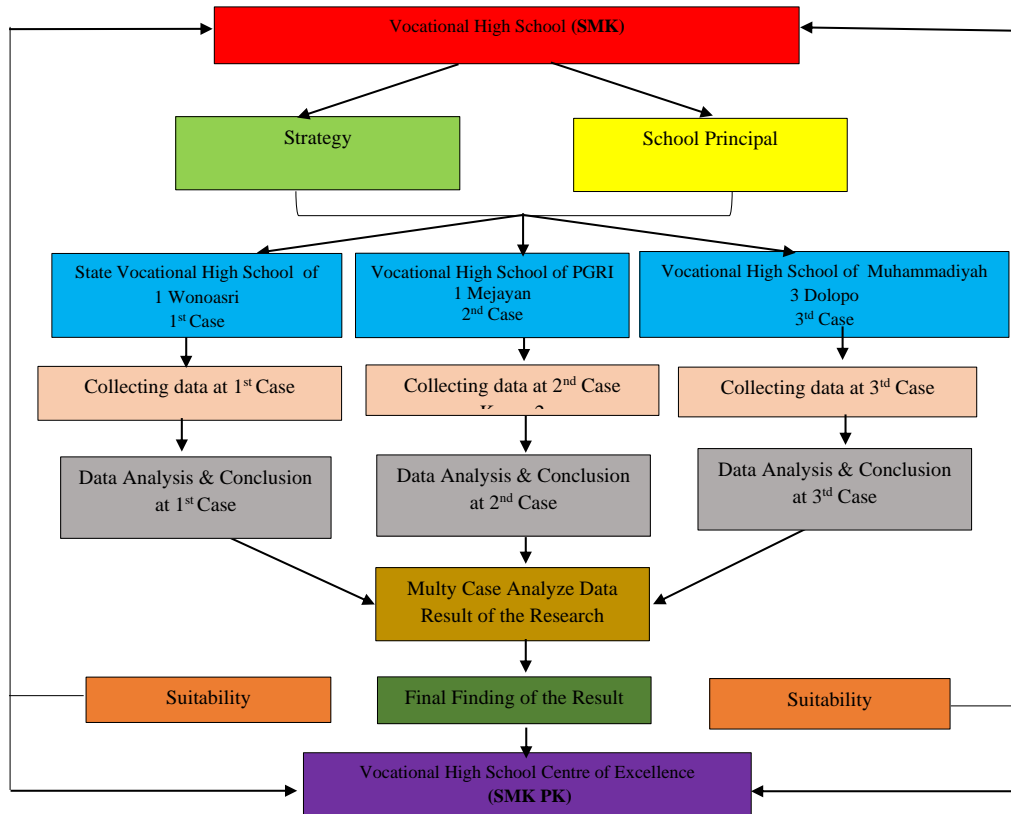 Vocational High School (SMK)
Strategy
School Principal
State Vocational High School of
1 Wonoasri
1st Case
Vocational High School of PGRI
1 Mejayan
2nd Case
Vocational High School of Muhammadiyah
3 Dolopo
3td Case
Collecting data at 1st Case
Collecting data at 2nd Case
Collecting data at 3td Case
Data Analysis & Conclusion
at 1st Case
Data Analysis & Conclusion
at 2nd Case
Data Analysis & Conclusion
at 3td Case
Multy Case Analyze Data
Result of the Research
Suitability
Final Finding of the Result
Suitability
Vocational High School Centre of Excellence
(SMK PK)